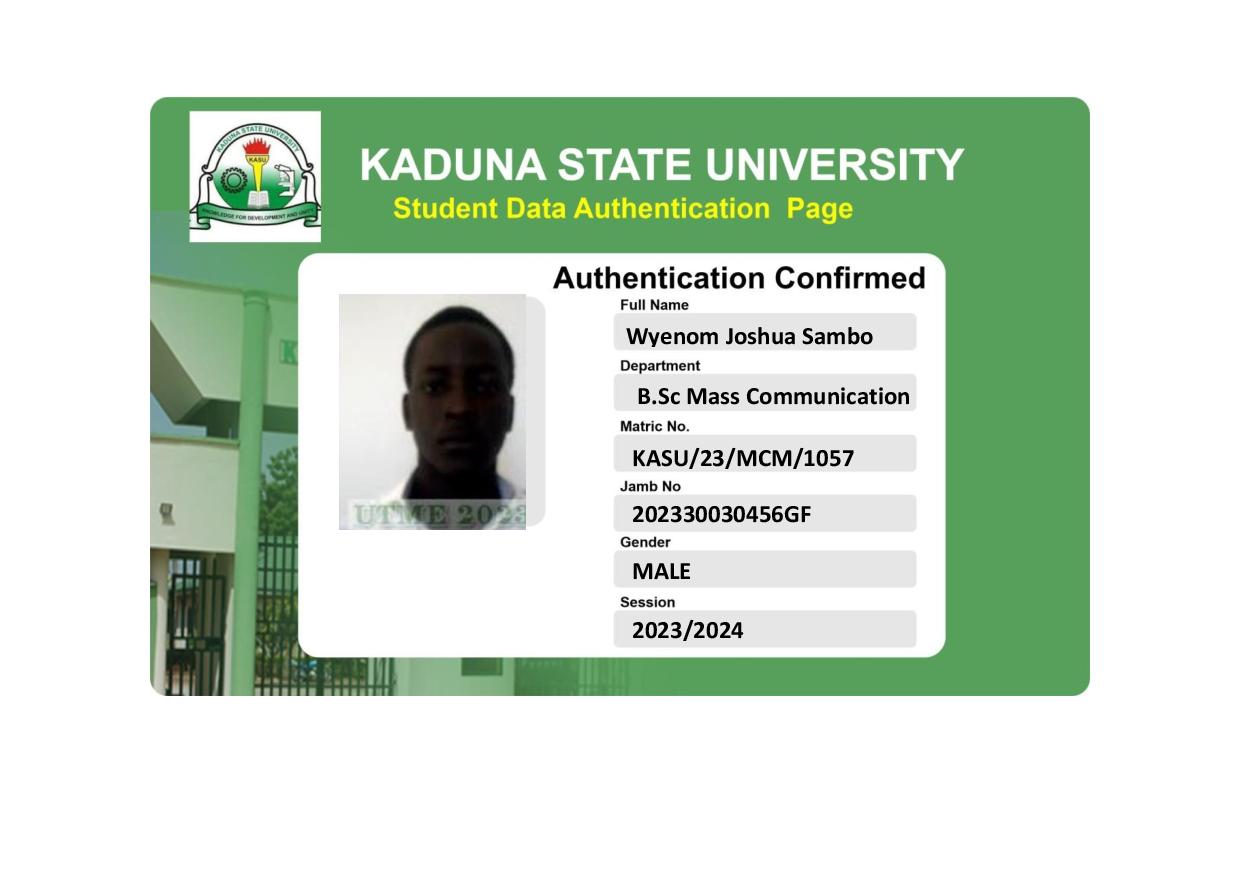 KADUNA STATE UNIVERSITY
KASU
KNOWLEDGE FOR DEVELOPMENT AND UNITY
KADUNA STATE UNIVERSITY
Student Data Authentication Page
Authentication Confirmed
Full Name
Wyenom Joshua Sambo
Department
B.Sc Mass Communication
Matric No.
KASU/23/MCM/1057
Jamb No
202330030456GF
Gender
MALE
Session
2023/2024
UTME 2023
K